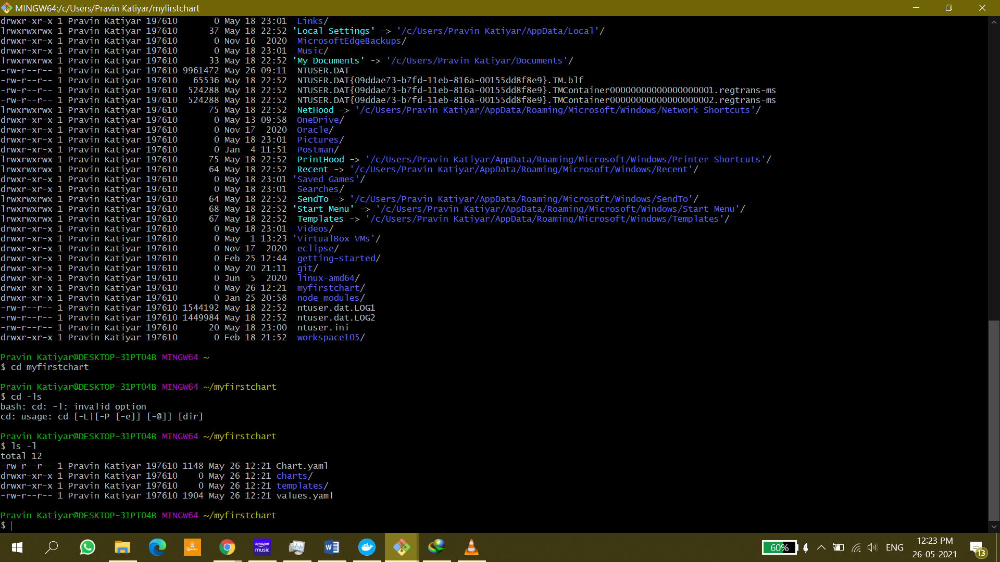 MINGW64:/c/Users/Pravin Katiyar/myfirstchart
drwxr-xr-x 1 Pravin Katiyar 197610       0 May 18 23:01  Links/
lrwxrwxrwx 1 Pravin Katiyar 197610      37 May 18 22:52 'Local Settings' -> '/c/Users/Pravin Katiyar/AppData/Local'/
drwxr-xr-x 1 Pravin Katiyar 197610       0 Nov 16  2020  MicrosoftEdgeBackups/
drwxr-xr-x 1 Pravin Katiyar 197610       0 May 18 23:01  Music/
lrwxrwxrwx 1 Pravin Katiyar 197610      33 May 18 22:52 'My Documents' -> '/c/Users/Pravin Katiyar/Documents'/
-rw-r--r-- 1 Pravin Katiyar 197610 9961472 May 26 09:11  NTUSER.DAT
-rw-r--r-- 1 Pravin Katiyar 197610   65536 May 18 22:52  NTUSER.DAT{09ddae73-b7fd-11eb-816a-00155dd8f8e9}.TM.blf
-rw-r--r-- 1 Pravin Katiyar 197610  524288 May 18 22:52  NTUSER.DAT{09ddae73-b7fd-11eb-816a-00155dd8f8e9}.TMContainer00000000000000000001.regtrans-ms
-rw-r--r-- 1 Pravin Katiyar 197610  524288 May 18 22:52  NTUSER.DAT{09ddae73-b7fd-11eb-816a-00155dd8f8e9}.TMContainer00000000000000000002.regtrans-ms
lrwxrwxrwx 1 Pravin Katiyar 197610      75 May 18 22:52  NetHood -> '/c/Users/Pravin Katiyar/AppData/Roaming/Microsoft/Windows/Network Shortcuts'/
drwxr-xr-x 1 Pravin Katiyar 197610       0 May 13 09:58  OneDrive/
drwxr-xr-x 1 Pravin Katiyar 197610       0 Nov 17  2020  Oracle/
drwxr-xr-x 1 Pravin Katiyar 197610       0 May 18 23:01  Pictures/
drwxr-xr-x 1 Pravin Katiyar 197610       0 Jan  4 11:51  Postman/
lrwxrwxrwx 1 Pravin Katiyar 197610      75 May 18 22:52  PrintHood -> '/c/Users/Pravin Katiyar/AppData/Roaming/Microsoft/Windows/Printer Shortcuts'/
lrwxrwxrwx 1 Pravin Katiyar 197610      64 May 18 22:52  Recent -> '/c/Users/Pravin Katiyar/AppData/Roaming/Microsoft/Windows/Recent'/
drwxr-xr-x 1 Pravin Katiyar 197610       0 May 18 23:01 'Saved Games'/
drwxr-xr-x 1 Pravin Katiyar 197610       0 May 18 23:01  Searches/
lrwxrwxrwx 1 Pravin Katiyar 197610      64 May 18 22:52  SendTo -> '/c/Users/Pravin Katiyar/AppData/Roaming/Microsoft/Windows/SendTo'/
lrwxrwxrwx 1 Pravin Katiyar 197610      68 May 18 22:52 'Start Menu' -> '/c/Users/Pravin Katiyar/AppData/Roaming/Microsoft/Windows/Start Menu'/
lrwxrwxrwx 1 Pravin Katiyar 197610      67 May 18 22:52  Templates -> '/c/Users/Pravin Katiyar/AppData/Roaming/Microsoft/Windows/Templates'/
drwxr-xr-x 1 Pravin Katiyar 197610       0 May 18 23:01  Videos/
drwxr-xr-x 1 Pravin Katiyar 197610       0 May  1 13:23 'VirtualBox VMs'/
drwxr-xr-x 1 Pravin Katiyar 197610       0 Nov 17  2020  eclipse/
drwxr-xr-x 1 Pravin Katiyar 197610       0 Feb 25 12:44  getting-started/
drwxr-xr-x 1 Pravin Katiyar 197610       0 May 20 21:11  git/
drwxr-xr-x 1 Pravin Katiyar 197610       0 Jun  5  2020  linux-amd64/
drwxr-xr-x 1 Pravin Katiyar 197610       0 May 26 12:21  myfirstchart/
drwxr-xr-x 1 Pravin Katiyar 197610       0 Jan 25 20:58  node_modules/
-rw-r--r-- 1 Pravin Katiyar 197610 1544192 May 18 22:52  ntuser.dat.LOG1
-rw-r--r-- 1 Pravin Katiyar 197610 1449984 May 18 22:52  ntuser.dat.LOG2
-rw-r--r-- 1 Pravin Katiyar 197610      20 May 18 23:00  ntuser.ini
drwxr-xr-x 1 Pravin Katiyar 197610       0 Feb 18 21:52  workspace105/
Pravin Katiyar@DESKTOP-31PTO4B MINGW64 ~
$ cd myfirstchart
Pravin Katiyar@DESKTOP-31PTO4B MINGW64 ~/myfirstchart
$ cd -ls
bash: cd: -l: invalid option
cd: usage: cd [-L|[-P [-e]] [-@]] [dir]
Pravin Katiyar@DESKTOP-31PTO4B MINGW64 ~/myfirstchart
$ ls -l
total 12
-rw-r--r-- 1 Pravin Katiyar 197610 1148 May 26 12:21 Chart.yaml
drwxr-xr-x 1 Pravin Katiyar 197610    0 May 26 12:21 charts/
drwxr-xr-x 1 Pravin Katiyar 197610    0 May 26 12:21 templates/
-rw-r--r-- 1 Pravin Katiyar 197610 1904 May 26 12:21 values.yaml
Pravin Katiyar@DESKTOP-31PTO4B MINGW64 ~/myfirstchart
$
amazon music
60%
ENG
12:23 PM
26-05-2021
13